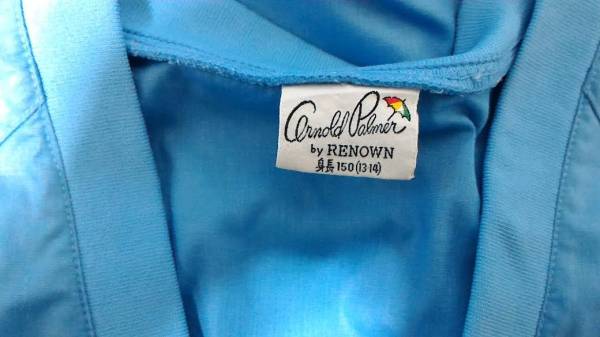 Arnold Palmer
by RENOWN
身長150(13·14)